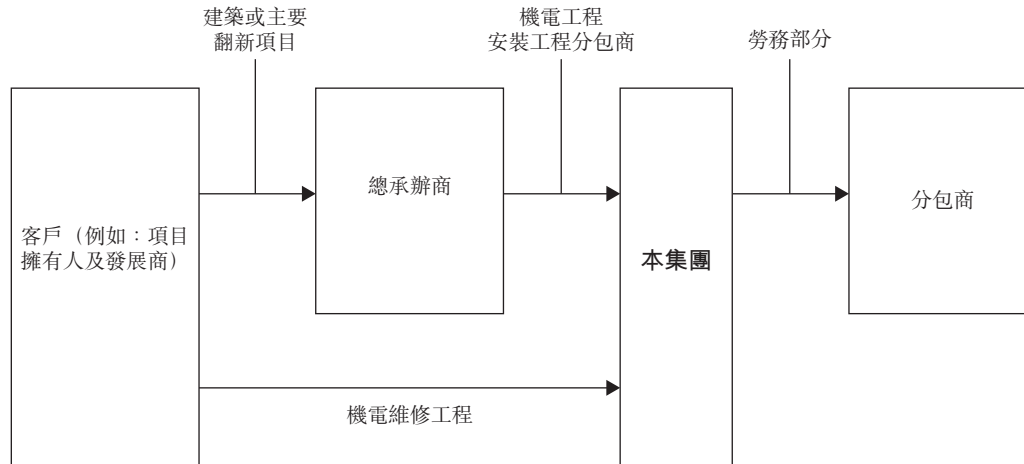 建築或主要
翻新項目
機電工程
安裝工程分包商
勞務部分
客戶（例如：項目
擁有人及發展商）
總承辦商
本集團
分包商
機電維修工程